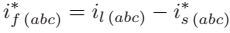 $i^{*}_{f\,(abc)} = i_{l\,(abc)} - i^{*}_{s\,(abc)}$